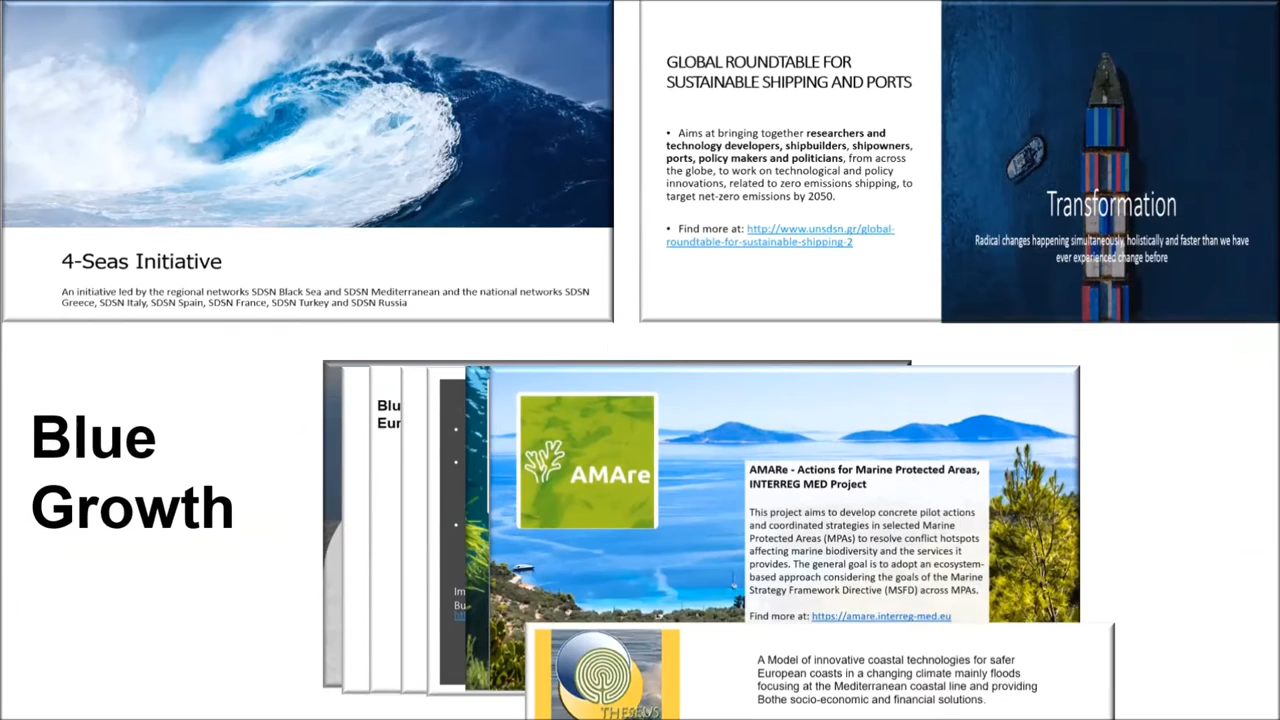 4-Seas Initiative
An initiative led by the regional networks SDSN Black Sea and SDSN Mediterranean and the national networks SDSN
Greece, SDSN Italy, SDSN Spain, SDSN France, SDSN Turkey and SDSN Russia
GLOBAL ROUNDTABLE FOR
SUSTAINABLE SHIPPING AND PORTS
• Aims at bringing together researchers and
technology developers, shipbuilders, shipowners,
ports, policy makers and politicians, from across
the globe, to work on technological and policy
innovations, related to zero emissions shipping, to
target net-zero emissions by 2050.
• Find more at: http://www.unsdsn.gr/global-
roundtable-for-sustainable-shipping-2
Transformation
Radical changes happening simultaneously, holistically and faster than we have
ever experienced change before
Blue
Growth
Blu
Eur
Im
Bu
AMAre
AMARe - Actions for Marine Protected Areas,
INTERREG MED Project
This project aims to develop concrete pilot actions
and coordinated strategies in selected Marine
Protected Areas (MPAs) to resolve conflict hotspots
affecting marine biodiversity and the services it
provides. The general goal is to adopt an ecosystem-
based approach considering the goals of the Marine
Strategy Framework Directive (MSFD) across MPAs.
Find more at: https://amare.interreg-med.eu
THESEUS
A Model of innovative coastal technologies for safer
European coasts in a changing climate mainly floods
focusing at the Mediterranean coastal line and providing
Bothe socio-economic and financial solutions.